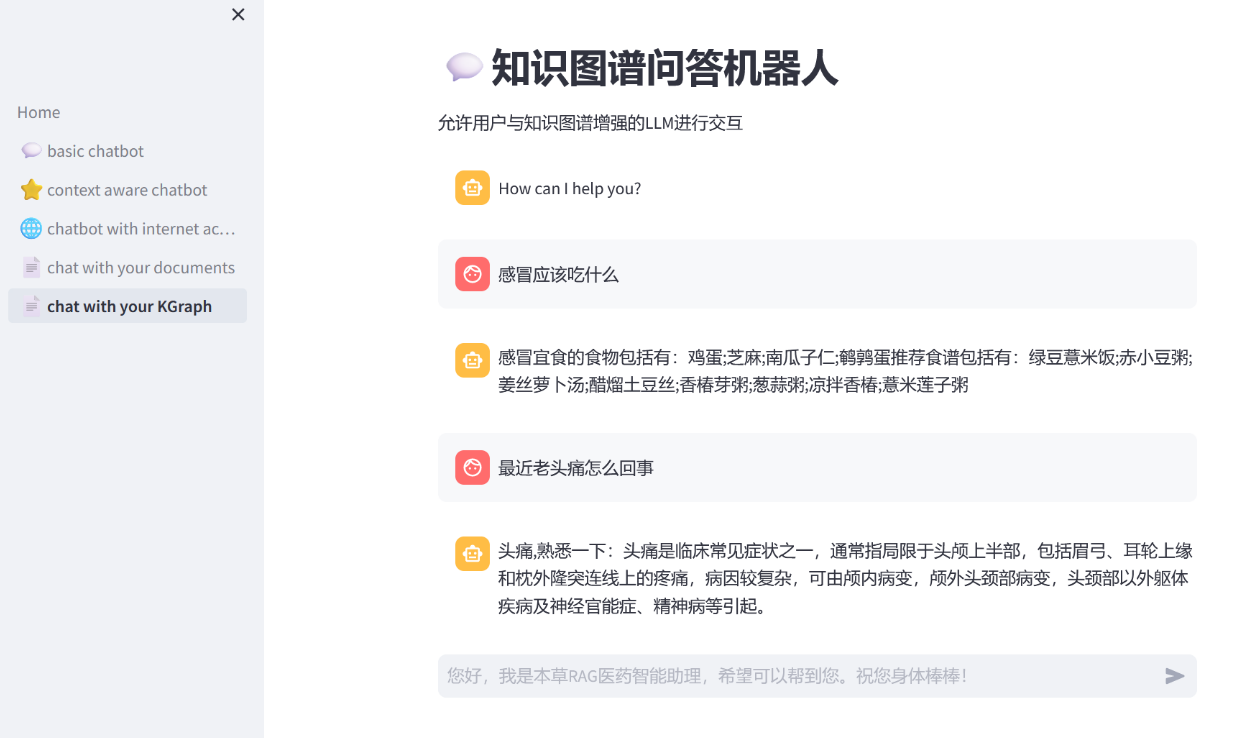 Home
basic chatbot
context aware chatbot
chatbot with internet ac...
chat with your documents
chat with your KGraph
知识图谱问答机器人
允许用户与知识图谱增强的LLM进行交互
How can I help you?
感冒应该吃什么
感冒宜食的食物包括有：鸡蛋;芝麻;南瓜子仁;鹌鹑蛋推荐食谱包括有：绿豆薏米饭;赤小豆粥;
姜丝萝卜汤;醋熘土豆丝;香椿芽粥;葱蒜粥;凉拌香椿;薏米莲子粥
最近老头痛怎么回事
头痛,熟悉一下：头痛是临床常见症状之一，通常指局限于头颅上半部，包括眉弓、耳轮上缘
和枕外隆突连线上的疼痛，病因较复杂，可由颅内病变，颅外头颈部病变，头颈部以外躯体
疾病及神经官能症、精神病等引起。
您好，我是本草RAG医药智能助理，希望可以帮到您。祝您身体棒棒！